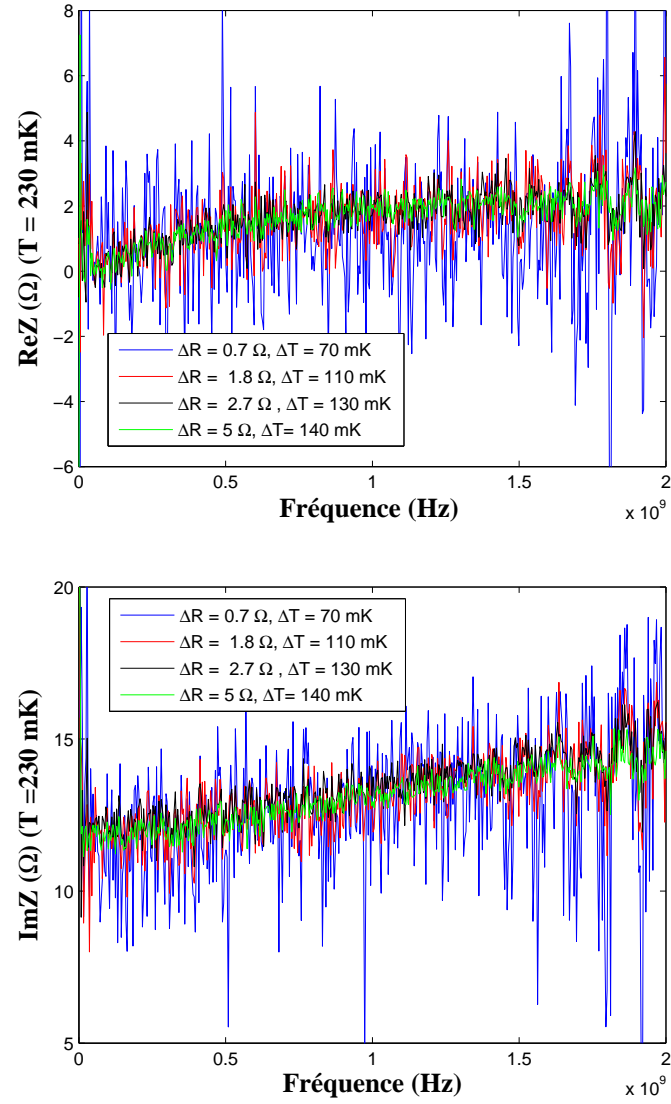 8
6
4
2
0
−2
−4
−6
ReZ (Ω) (T = 230 mK)
ΔR = 0.7 Ω, ΔT = 70 mK
ΔR = 1.8 Ω, ΔT = 110 mK
ΔR = 2.7 Ω , ΔT = 130 mK
ΔR = 5 Ω, ΔT= 140 mK
0 0.5 1 1.5 2
Fréquence (Hz)
x 10^9
20
15
10
5
ImZ (Ω) (T =230 mK)
ΔR = 0.7 Ω, ΔT = 70 mK
ΔR = 1.8 Ω, ΔT = 110 mK
ΔR = 2.7 Ω , ΔT = 130 mK
ΔR = 5 Ω, ΔT= 140 mK
0 0.5 1 1.5 2
Fréquence (Hz)
x 10^9